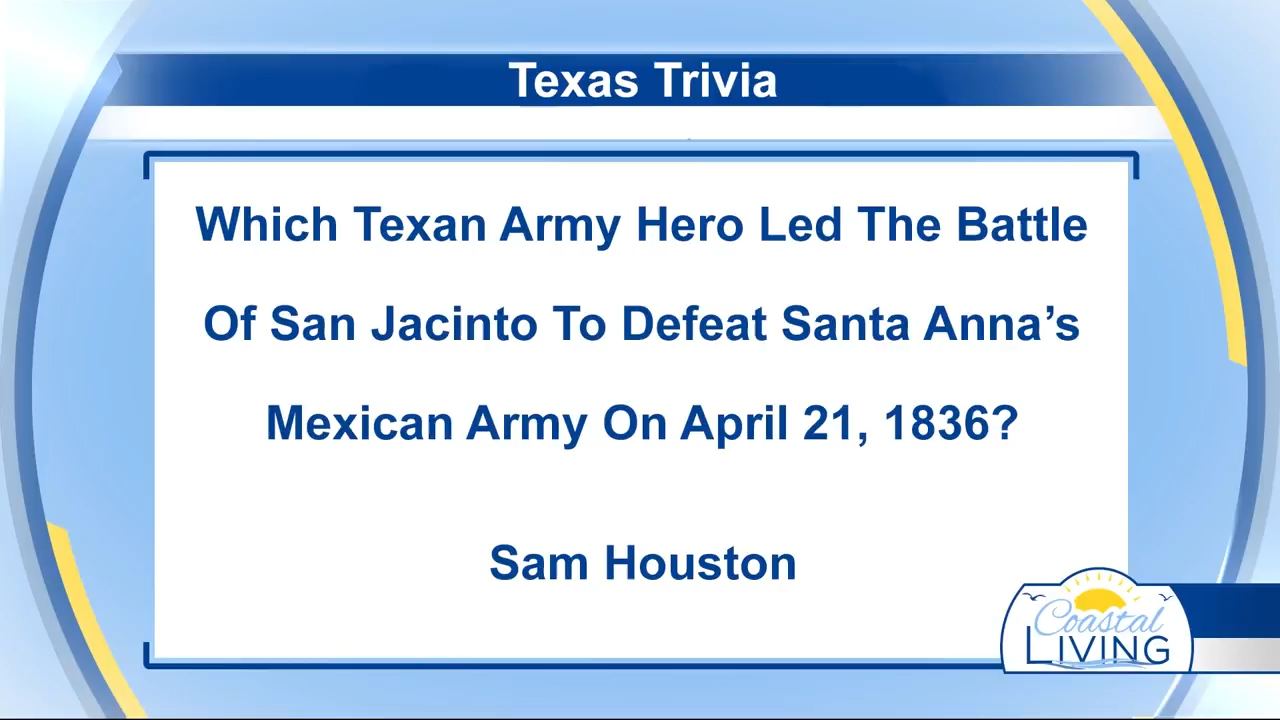 Texas Trivia
Which Texan Army Hero Led The Battle
Of San Jacinto To Defeat Santa Anna’s
Mexican Army On April 21, 1836?
Sam Houston
Coastal
LIVING